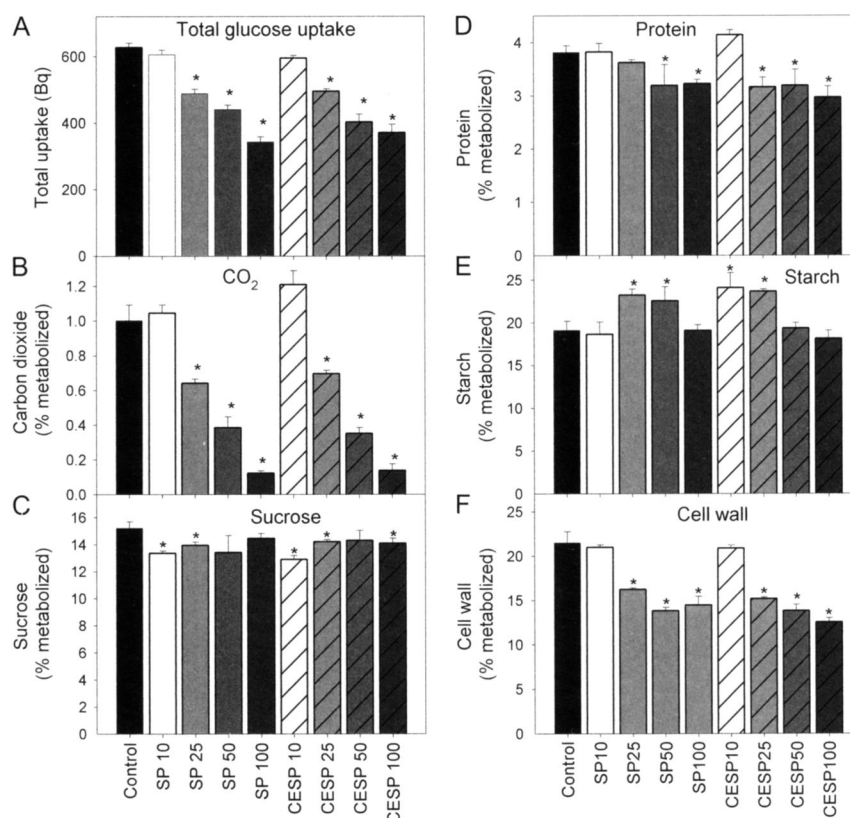 A
Total glucose uptake
Total uptake (Bq)
600
400
200
0
* * * * * *
B
CO2
Carbon dioxide
(% metabolized)
1.2
1.0
0.8
0.6
0.4
0.2
0.0
* * * * * *
C
Sucrose
Sucrose
(% metabolized)
16
14
12
10
8
6
4
2
0
* * * * *
Control
SP 10
SP 25
SP 50
SP 100
CESP 10
CESP 25
CESP 50
CESP 100
D
Protein
Protein
(% metabolized)
4
3
2
1
0
* * * * *
E
Starch
Starch
(% metabolized)
25
20
15
10
5
0
* * * *
F
Cell wall
Cell wall
(% metabolized)
25
20
15
10
5
0
* * * * * *
Control
SP10
SP25
SP50
SP100
CESP10
CESP25
CESP50
CESP100